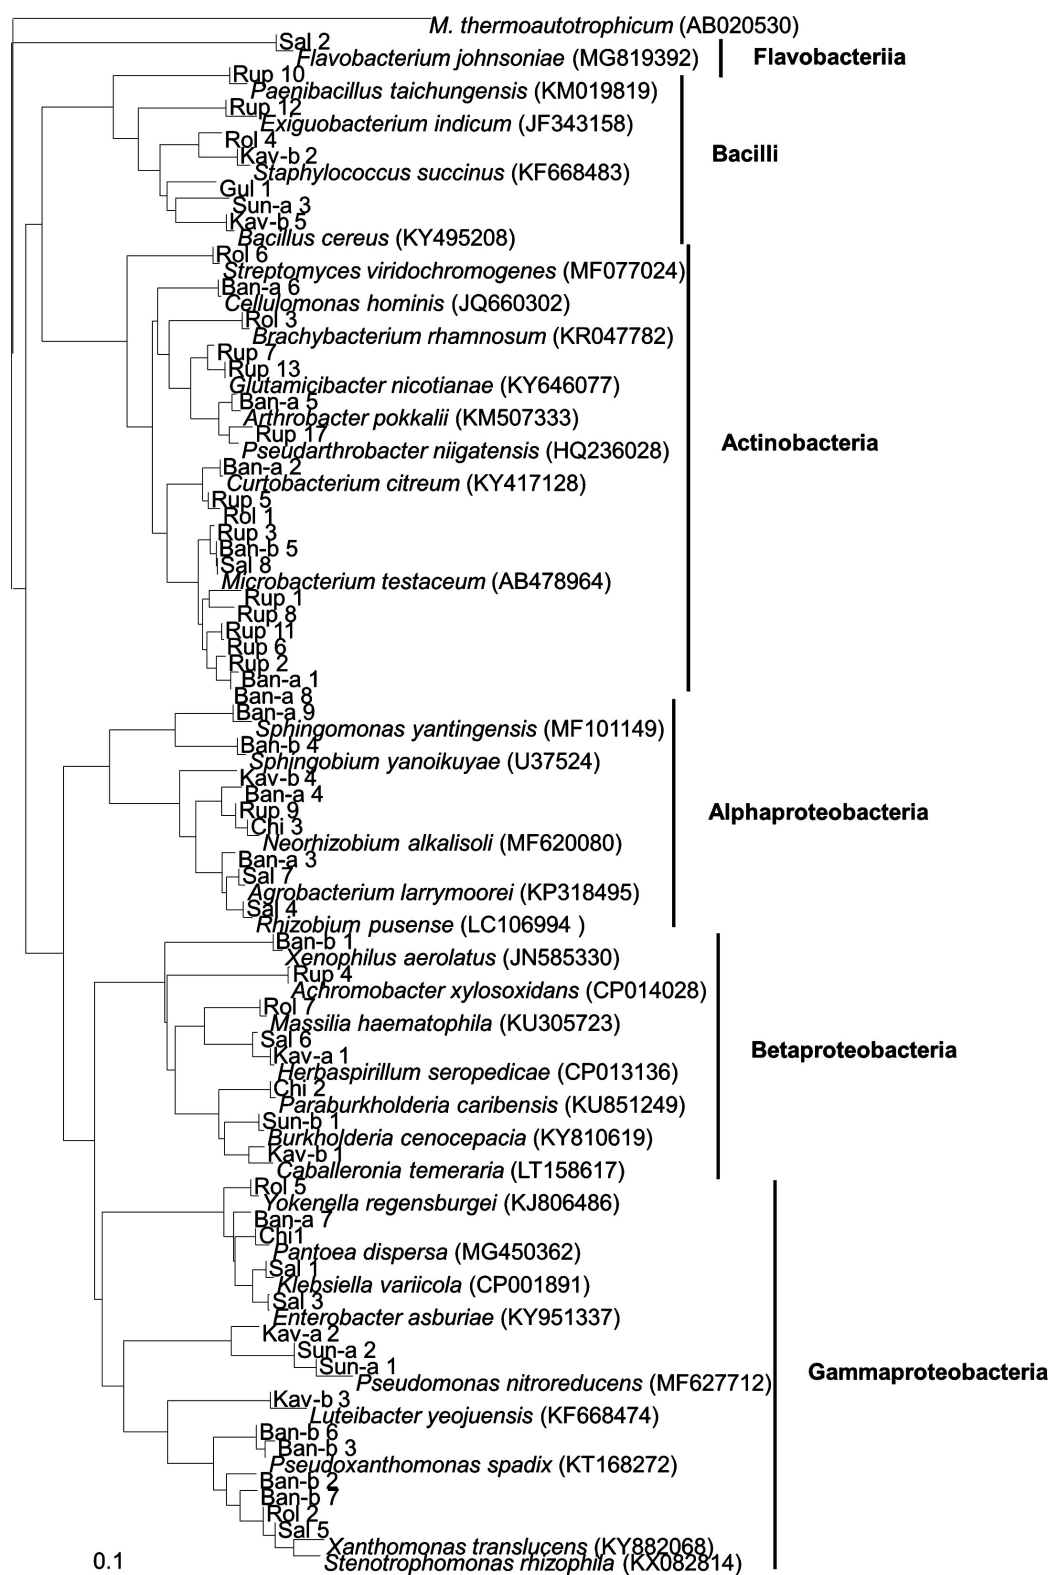 M. thermoautotrophicum (AB020530)
Sal 2
Flavobacterium johnsoniae (MG819392)
Flavobacteriia
Rup 10
Paenibacillus taichungensis (KM019819)
Rup 12
Exiguobacterium indicum (JF343158)
Rol 4
Kav-b 2
Bacilli
Staphylococcus succinus (KF668483)
Gul 1
Sun-a 3
Kav-b 5
Bacillus cereus (KY495208)
Rol 6
Streptomyces viridochromogenes (MF077024)
Ban-a 6
Cellulomonas hominis (JQ660302)
Rol 3
Brachybacterium rhamnosum (KR047782)
Rup 7
Rup 13
Glutamicibacter nicotianae (KY646077)
Ban-a 5
Arthrobacter pokkalii (KM507333)
Rup 17
Actinobacteria
Pseudarthrobacter niigatensis (HQ236028)
Ban-a 2
Curtobacterium citreum (KY417128)
Rup 5
Rol 1
Rup 3
Ban-b 5
Sal 8
Microbacterium testaceum (AB478964)
Rup 1
Rup 8
Rup 11
Rup 6
Rup 2
Ban-a 1
Ban-a 8
Ban-a 9
Sphingomonas yantingensis (MF101149)
Ban-b 4
Sphingobium yanoikuyae (U37524)
Kav-b 4
Ban-a 4
Rup 9
Alphaproteobacteria
Chi 3
Neorhizobium alkalisoli (MF620080)
Ban-a 3
Sal 7
Agrobacterium larrymoorei (KP318495)
Sal 4
Rhizobium pusense (LC106994 )
Ban-b 1
Xenophilus aerolatus (JN585330)
Rup 4
Achromobacter xylosoxidans (CP014028)
Rol 7
Massilia haematophila (KU305723)
Sal 6
Betaproteobacteria
Kav-a 1
Herbaspirillum seropedicae (CP013136)
Chi 2
Paraburkholderia caribensis (KU851249)
Sun-b 1
Burkholderia cenocepacia (KY810619)
Kav-b 1
Caballeronia temeraria (LT158617)
Rol 5
Yokenella regensburgei (KJ806486)
Ban-a 7
Chi1
Pantoea dispersa (MG450362)
Sal 1
Klebsiella variicola (CP001891)
Sal 3
Enterobacter asburiae (KY951337)
Kav-a 2
Sun-a 2
Sun-a 1
Gammaproteobacteria
Pseudomonas nitroreducens (MF627712)
Kav-b 3
Luteibacter yeojuensis (KF668474)
Ban-b 6
Ban-b 3
Pseudoxanthomonas spadix (KT168272)
Ban-b 2
Ban-b 7
Rol 2
Sal 5
Xanthomonas translucens (KY882068)
Stenotrophomonas rhizophila (KX082814)
0.1